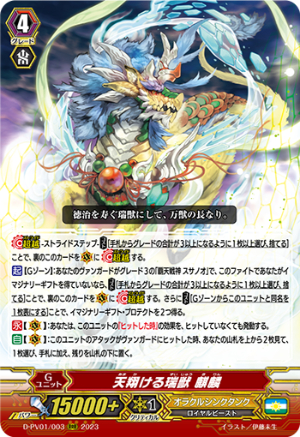 4
グレード
徳治を寿ぐ瑞獣にして、万獣の長なり。
超越-ストライドステップ-[手札からグレードの合計が3以上になるように1枚以上選び、捨てる]
ことで、裏のこのカードを(V)に超越。
【Gゾーン】:あなたのヴァンガードがグレード3の「覇天戦神 スサノオ」で、このファイトであなたがイ
マジナリーギフトを得ていないなら、[手札からグレードの合計が3以上になるように1枚以上選び、
捨てる]ことで、裏のこのカードを(V)に超越。さらに、[Gゾーンからこのユニットと同名を
1枚表にする]ことで、イマジナリーギフト・プロテクトIを1つ得る。
永【(V)】:あなたは、このユニットの「ヒットした時」の効果を、ヒットしていなくても発動できる。
自【(V)】:このユニットのアタックがヴァンガードにヒットした時、あなたの山札を上から2枚見て、
1枚選び、手札に加え、残りを山札の下に置く。
G
ユニット
天翔ける瑞獣 麒麟
パワー
15000+
1
クリティカル
オラクルシンクタンク
ロイヤルビースト
D-PV01/003 RRR 2023
イラスト/伊藤未生